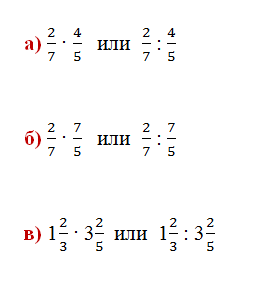 а) 2/7 · 4/5 или 2/7 : 4/5
б) 2/7 · 7/5 или 2/7 : 7/5
в) 1 2/3 · 3 2/5 или 1 2/3 : 3 2/5